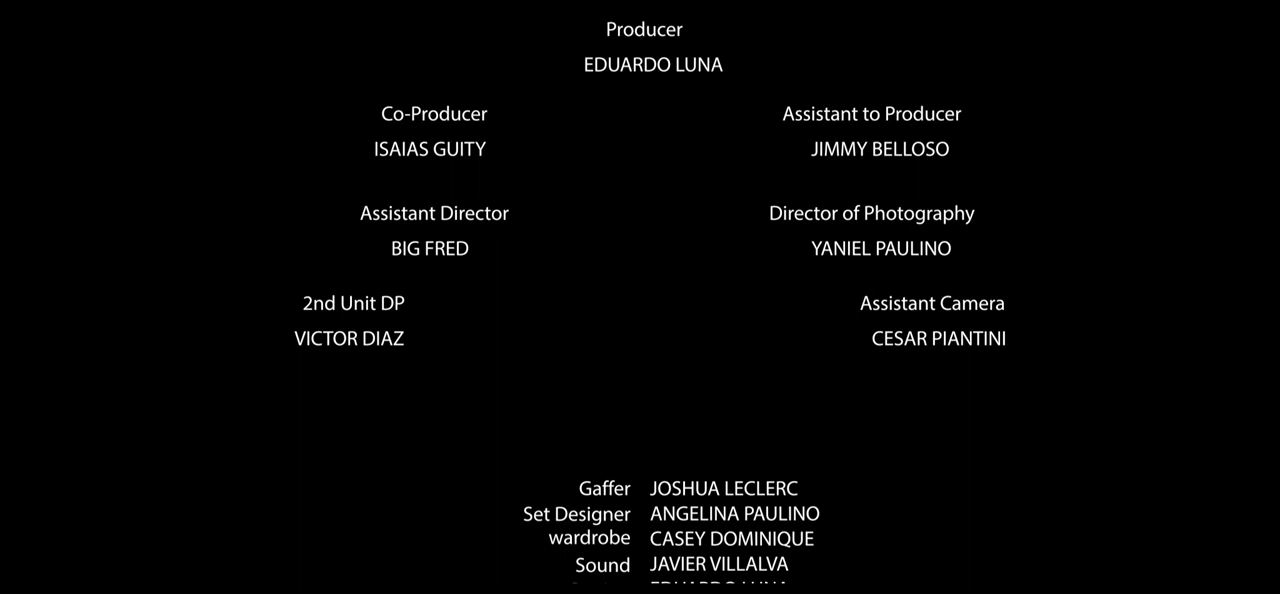 Producer
EDUARDO LUNA
Co-Producer Assistant to Producer
ISAIAS GUITY JIMMY BELLOSO
Assistant Director Director of Photography
BIG FRED YANIEL PAULINO
2nd Unit DP Assistant Camera
VICTOR DIAZ CESAR PIANTINI
Gaffer JOSHUA LECLERC
Set Designer ANGELINA PAULINO
wardrobe CASEY DOMINIQUE
Sound JAVIER VILLALVA
EDUARDO LUNA